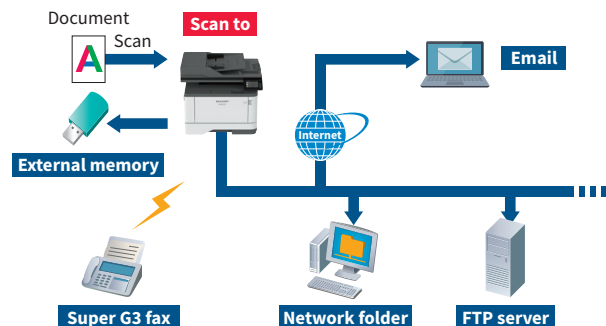 Document
Scan
A
Scan to
Email
Internet
External memory
Super G3 fax
Network folder
FTP server